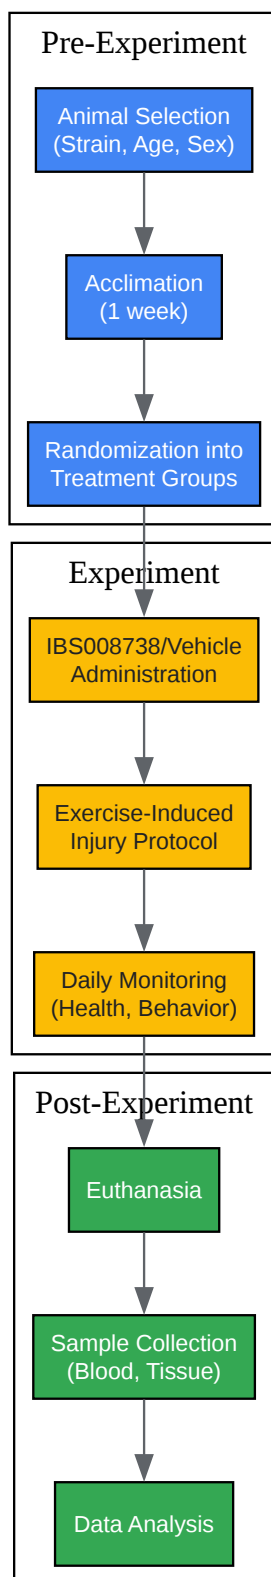 Pre-Experiment
Animal Selection
(Strain, Age, Sex)
Acclimation
(1 week)
Randomization into
Treatment Groups
Experiment
IBS008738/Vehicle
Administration
Exercise-Induced
Injury Protocol
Daily Monitoring
(Health, Behavior)
Post-Experiment
Euthanasia
Sample Collection
(Blood, Tissue)
Data Analysis